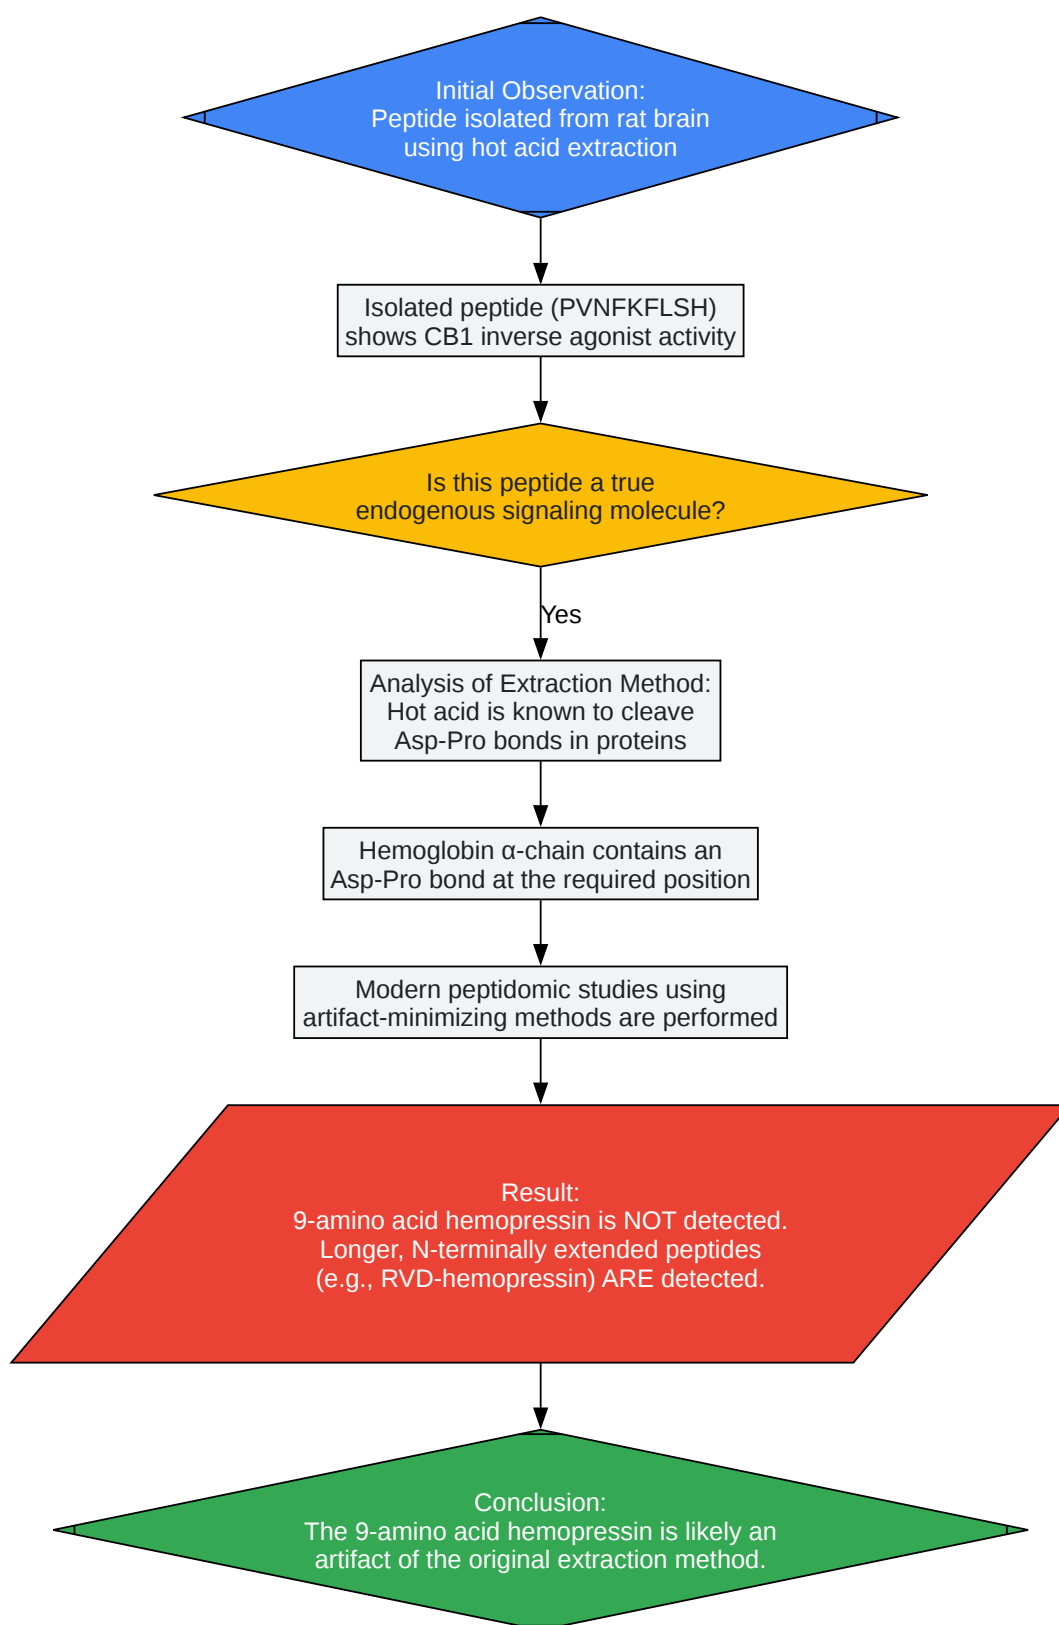 Initial Observation:
Peptide isolated from rat brain
using hot acid extraction
Isolated peptide (PVNFKFLSH)
shows CB1 inverse agonist activity
Is this peptide a true
endogenous signaling molecule?
Yes
Analysis of Extraction Method:
Hot acid is known to cleave
Asp-Pro bonds in proteins
Hemoglobin α-chain contains an
Asp-Pro bond at the required position
Modern peptidomic studies using
artifact-minimizing methods are performed
Result:
9-amino acid hemopressin is NOT detected.
Longer, N-terminally extended peptides
(e.g., RVD-hemopressin) ARE detected.
Conclusion:
The 9-amino acid hemopressin is likely an
artifact of the original extraction method.